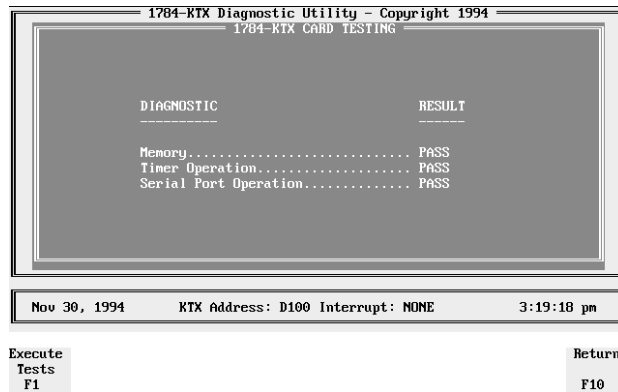 1784-KTX Diagnostic Utility - Copyright 1994
1784-KTX CARD TESTING
DIAGNOSTIC RESULT
---------- ------
Memory............................. PASS
Timer Operation.................... PASS
Serial Port Operation.............. PASS
Nov 30, 1994 KTX Address: D100 Interrupt: NONE 3:19:18 pm
Execute Return
Tests
F1 F10